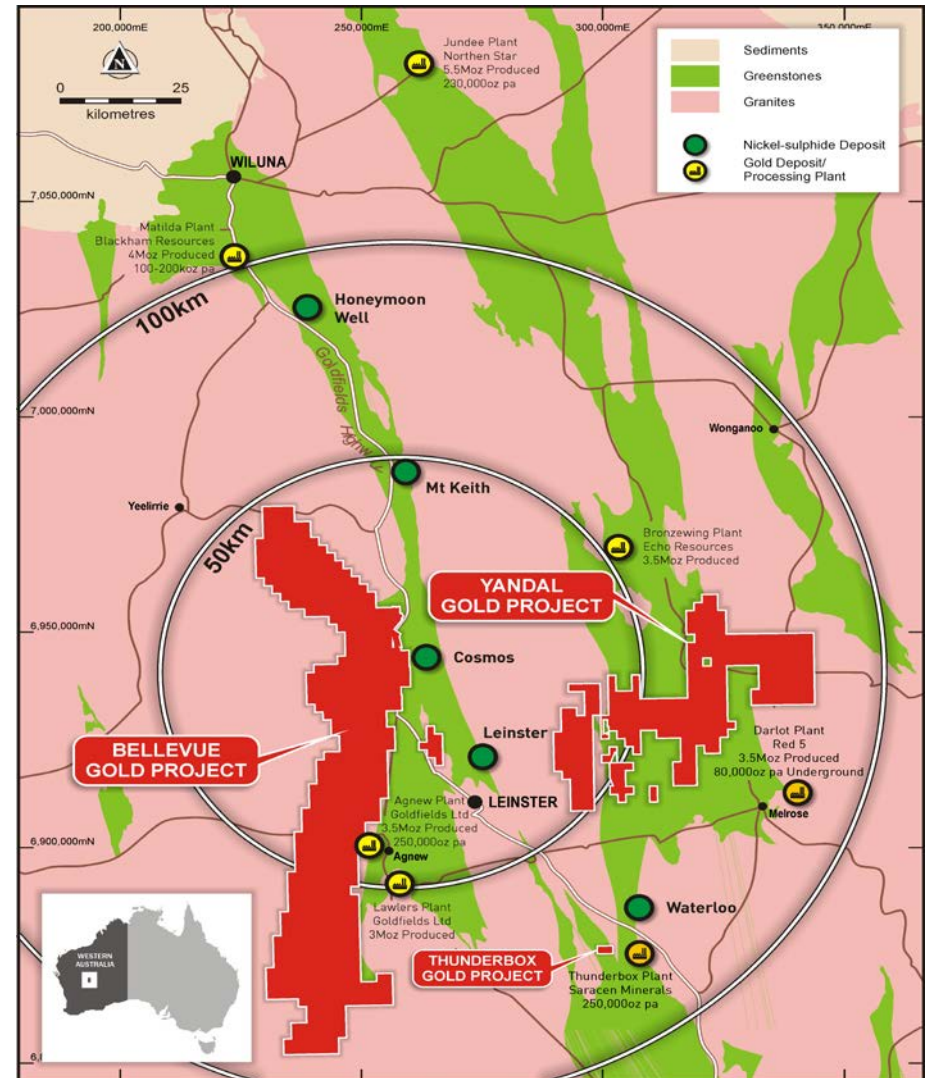 200,000mE
250,000mE
300,000mE
350,000mE
N
0 25
kilometres
Jundee Plant
Northen Star
5.5Moz Produced
230,000oz pa
Sediments
Greenstones
Granites
Nickel-sulphide Deposit
Gold Deposit/
Processing Plant
WILUNA
7,050,000mN
Matilda Plant
Blackham Resources
4Moz Produced
100-200koz pa
100km
Honeymoon
Well
Goldfields Highway
7,000,000mN
Wonganoo
Mt Keith
Yeelirrie
50km
Bronzewing Plant
Echo Resources
3.5Moz Produced
YANDAL
GOLD PROJECT
6,950,000mN
Cosmos
BELLEVUE
GOLD PROJECT
Leinster
Darlot Plant
Red 5
3.5Moz Produced
80,000oz pa Underground
LEINSTER
Melrose
Agnew Plant
Goldfields Ltd
3.5Moz Produced
250,000oz pa
6,900,000mN
Agnew
Lawlers Plant
Goldfields Ltd
3Moz Produced
Waterloo
THUNDERBOX
GOLD PROJECT
Thunderbox Plant
Saracen Minerals
250,000oz pa
WESTERN
AUSTRALIA